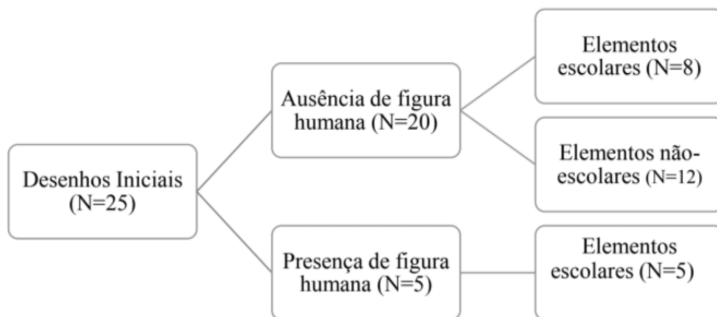 Desenhos Iniciais
(N=25)
Ausência de figura
humana (N=20)
Elementos
escolares (N=8)
Elementos não-
escolares (N=12)
Presença de figura
humana (N=5)
Elementos
escolares (N=5)